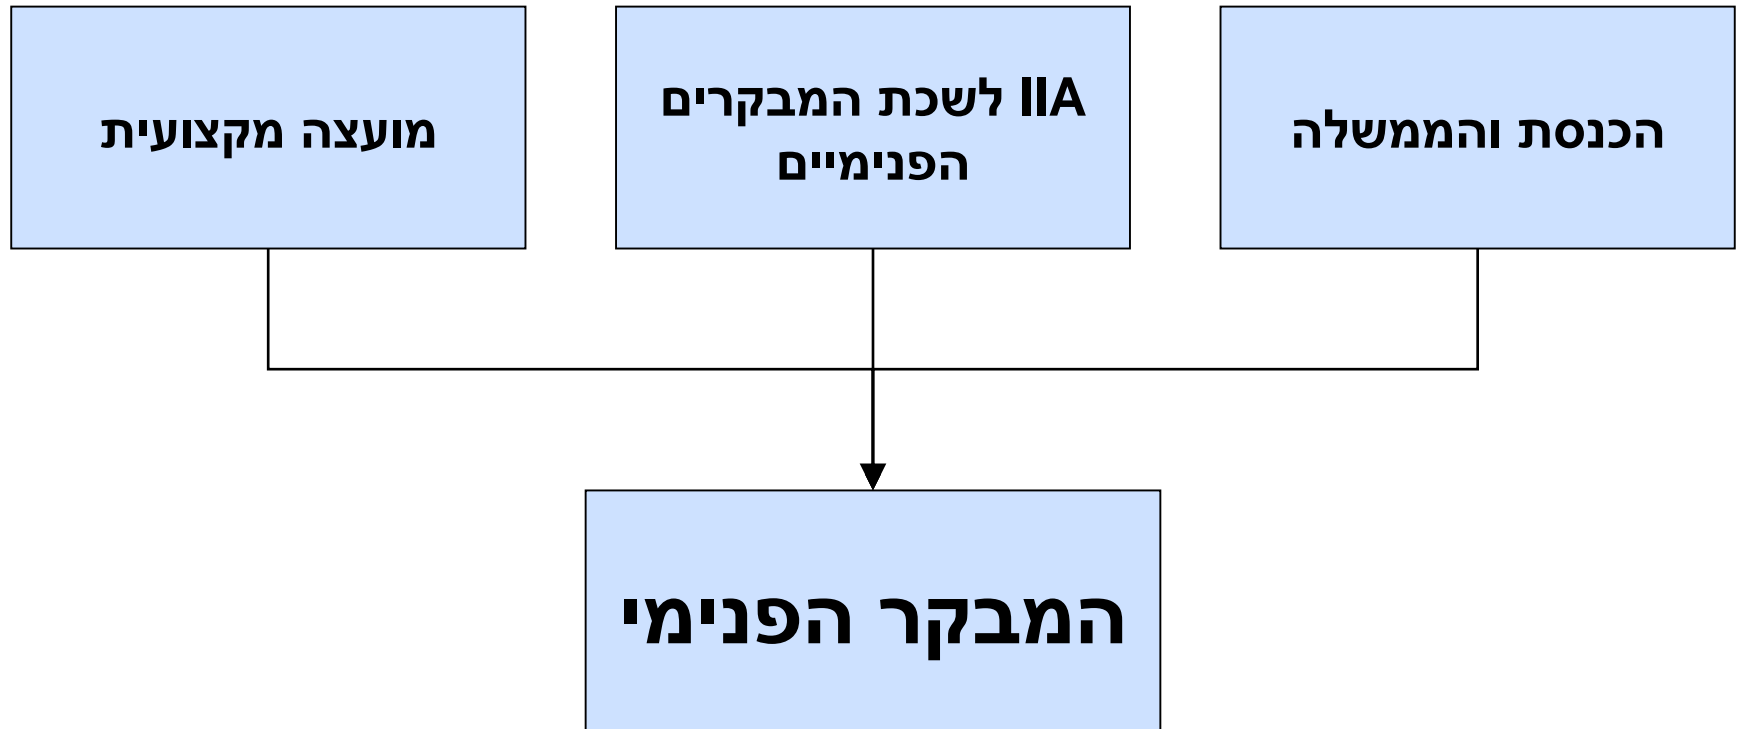 הכנסת והממשלה
IIA לשכת המבקרים
הפנימיים
מועצה מקצועית
המבקר הפנימי